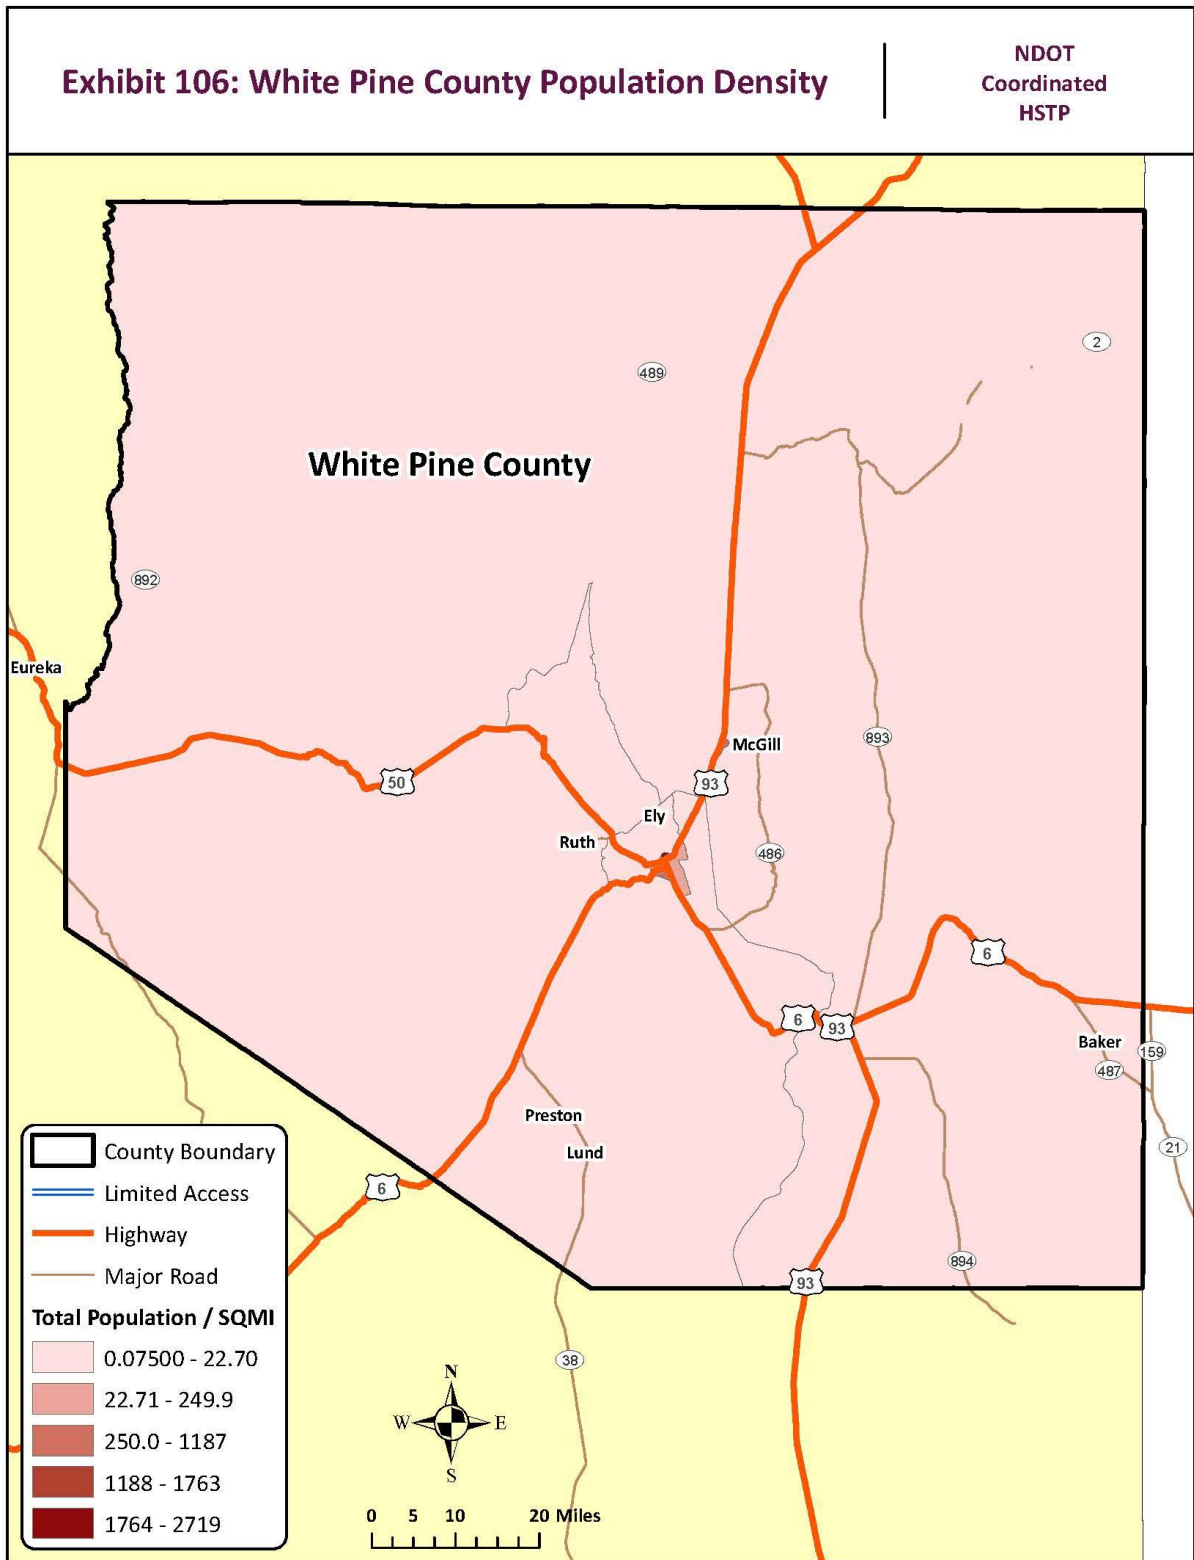 Exhibit 106: White Pine County Population Density
NDOT
Coordinated
HSTP
2
489
White Pine County
892
Eureka
893
McGill
50
93
Ely
Ruth
486
6
6
93
Baker
159
487
Preston
Lund
21
6
894
93
38
County Boundary
Limited Access
Highway
Major Road
Total Population / SQMI
0.07500 - 22.70
22.71 - 249.9
250.0 - 1187
1188 - 1763
1764 - 2719
N
W E
S
0 5 10 20 Miles